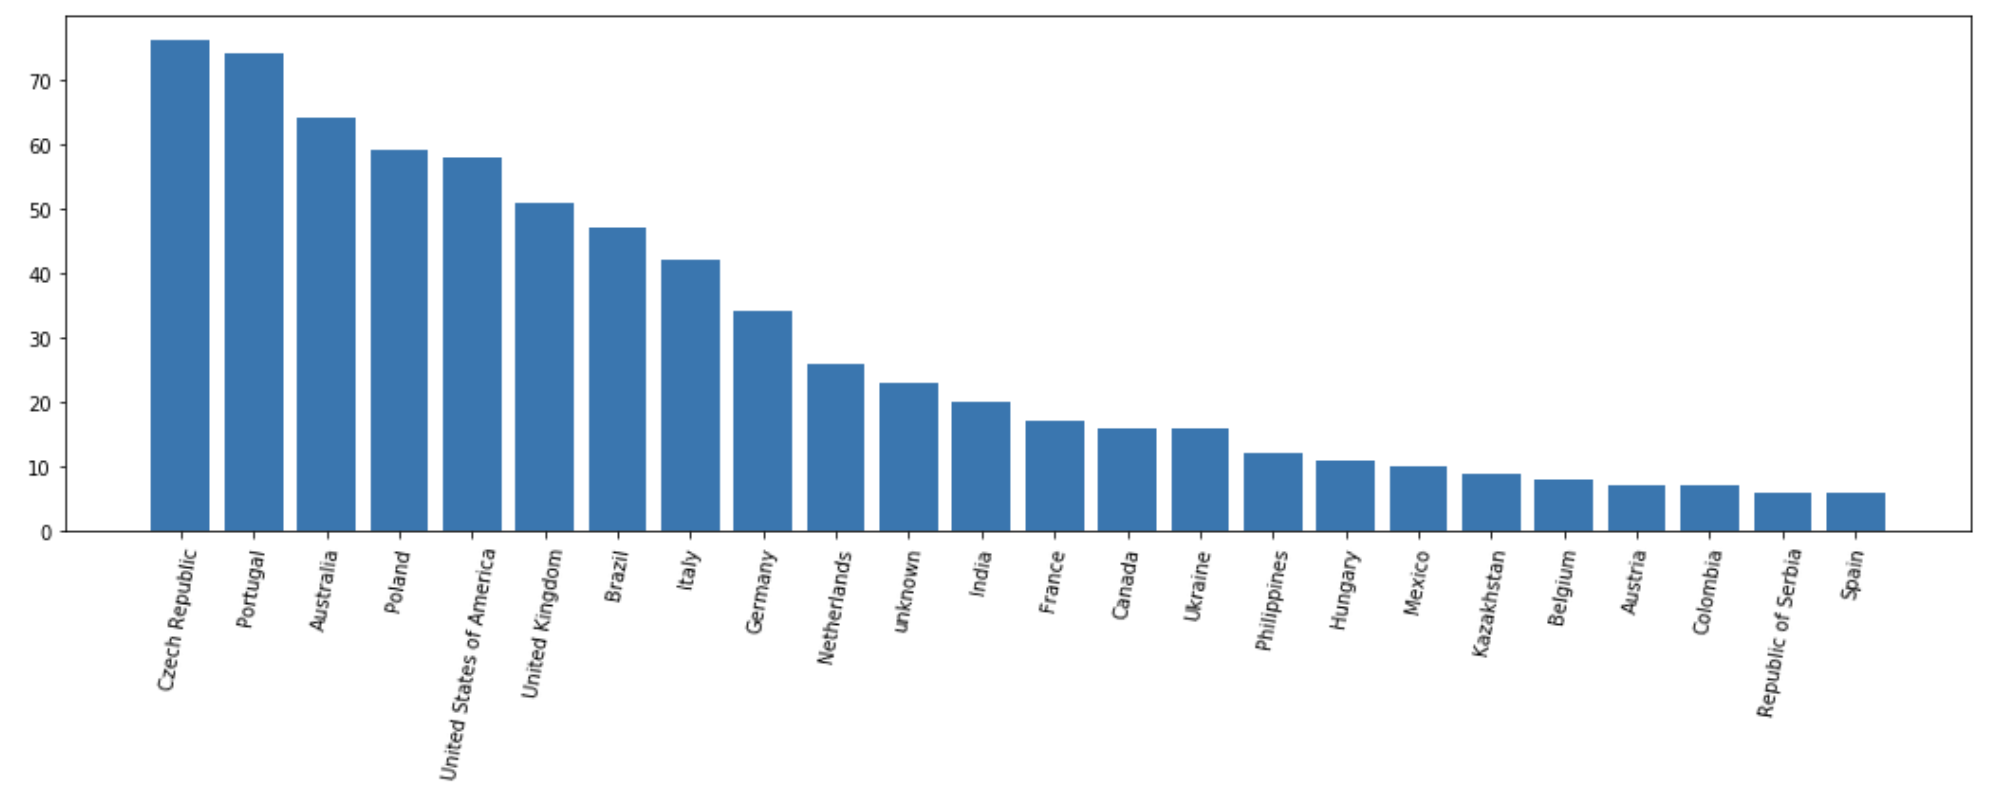 70
60
50
40
30
20
10
0
Czech Republic
Portugal
Australia
Poland
United States of America
United Kingdom
Brazil
Italy
Germany
Netherlands
unknown
India
France
Canada
Ukraine
Philippines
Hungary
Mexico
Kazakhstan
Belgium
Austria
Colombia
Republic of Serbia
Spain